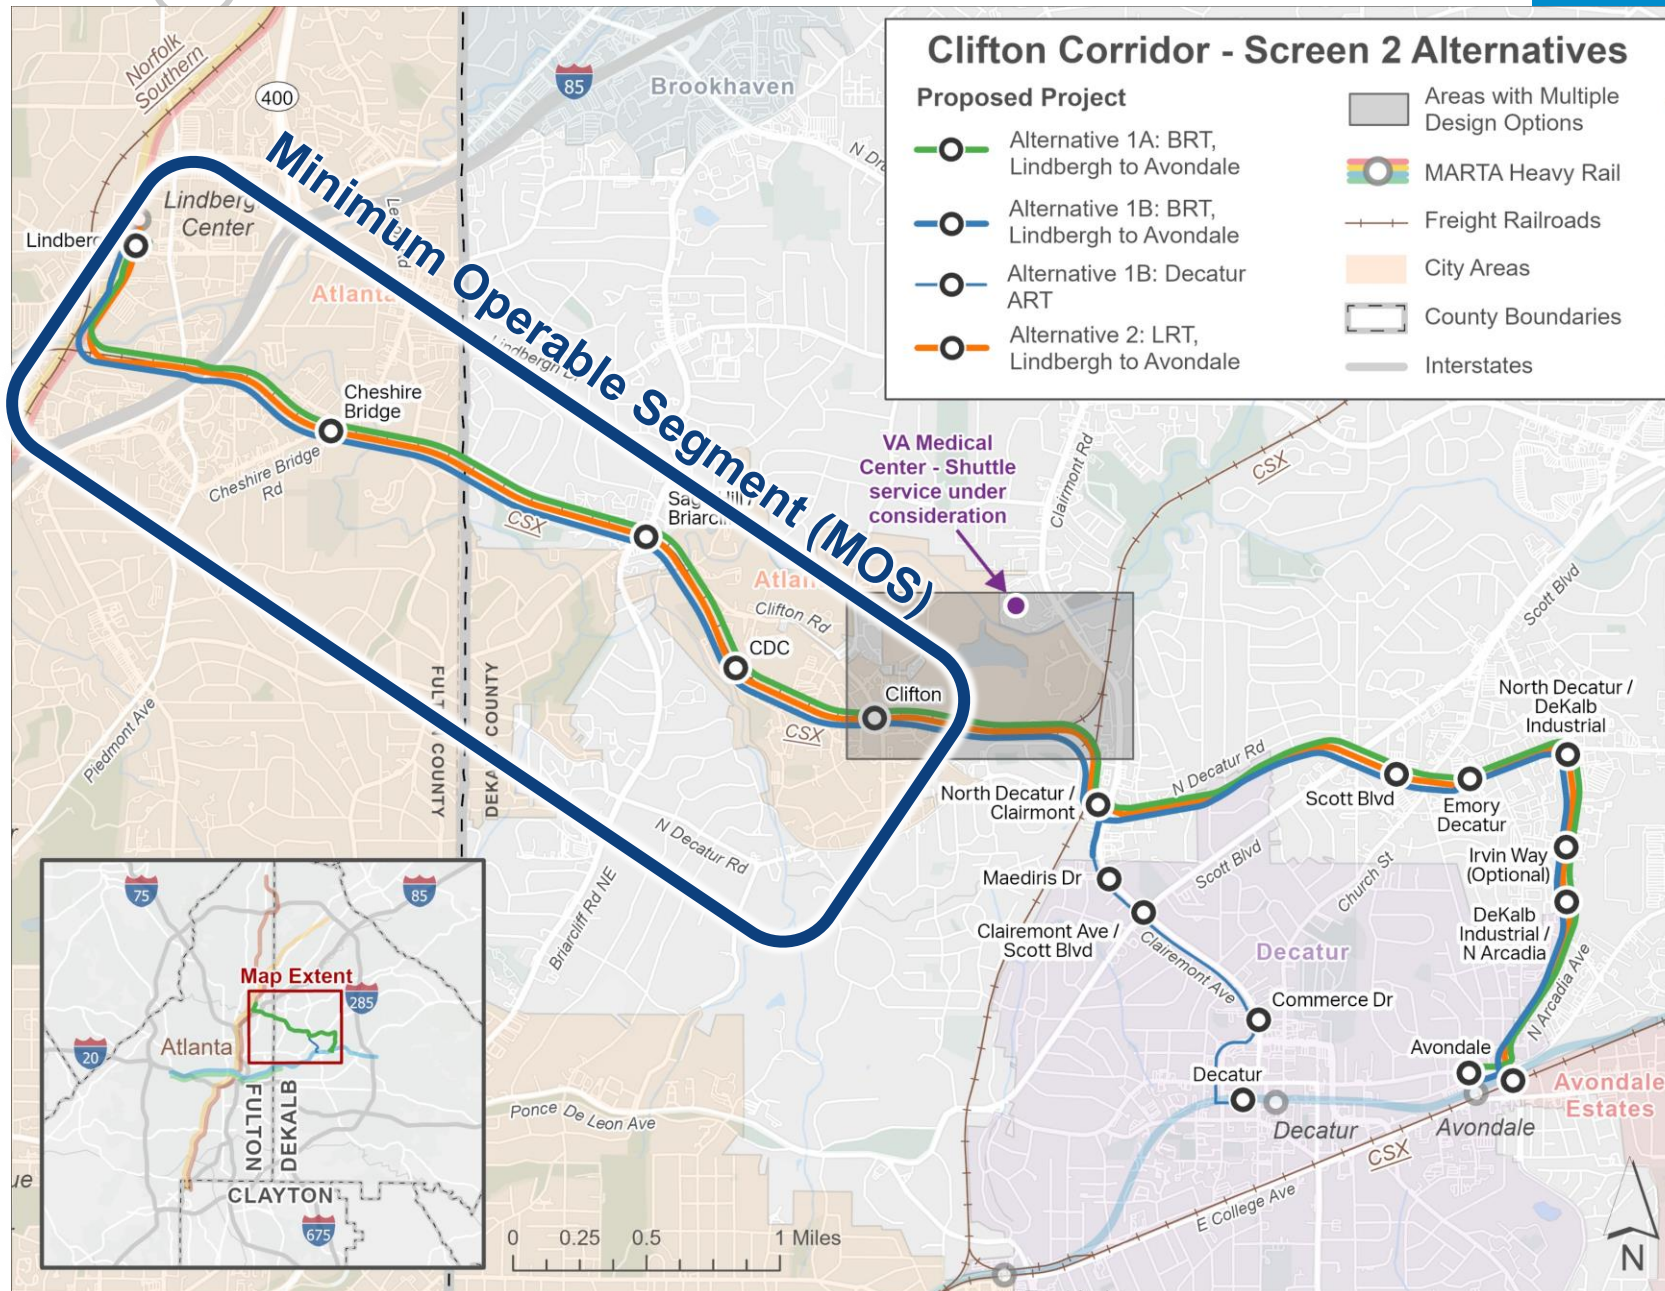 Clifton Corridor - Screen 2 Alternatives
Proposed Project
Alternative 1A: BRT,
Lindbergh to Avondale
Alternative 1B: BRT,
Lindbergh to Avondale
Alternative 1B: Decatur
ART
Alternative 2: LRT,
Lindbergh to Avondale
Areas with Multiple
Design Options
MARTA Heavy Rail
Freight Railroads
City Areas
County Boundaries
Interstates
Norfolk
Southern
400
85
Brookhaven
N Dr
Minimum Operable Segment (MOS)
Center
Atlanta
Lindbergh D
Cheshire
Bridge
Cheshire Bridge
Rd
CSX
VA Medical
Center - Shuttle
service under
consideration
Clairmont Rd
CSX
Scott Blvd
Clifton Rd
CDC
Clifton
CSX
COUNTY
COUNTY
Piedmont Ave
North Decatur /
Clairmont
N Decatur Rd
Scott Blvd
Emory
Decatur
North Decatur /
DeKalb
Industrial
Irvin Way
(Optional)
DeKalb
Industrial /
N Arcadia
N Arcadia Ave
N Decatur Rd
Briarcliff Rd NE
Maediris Dr
Clairemont Ave /
Scott Blvd
Scott Blvd
Church St
Decatur
Clairemont Ave
Commerce Dr
Decatur
Decatur
Avondale
Avondale
Avondale
Estates
CSX
E College Ave
Ponce De Leon Ave
75
85
Map Extent
285
20
Atlanta
FULTON
DEKALB
CLAYTON
675
0 0.25 0.5 1 Miles
N